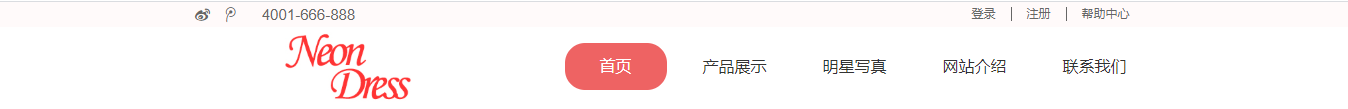 4001-666-888 登录 | 注册 | 帮助中心
Neon
Dress
首页 产品展示 明星写真 网站介绍 联系我们